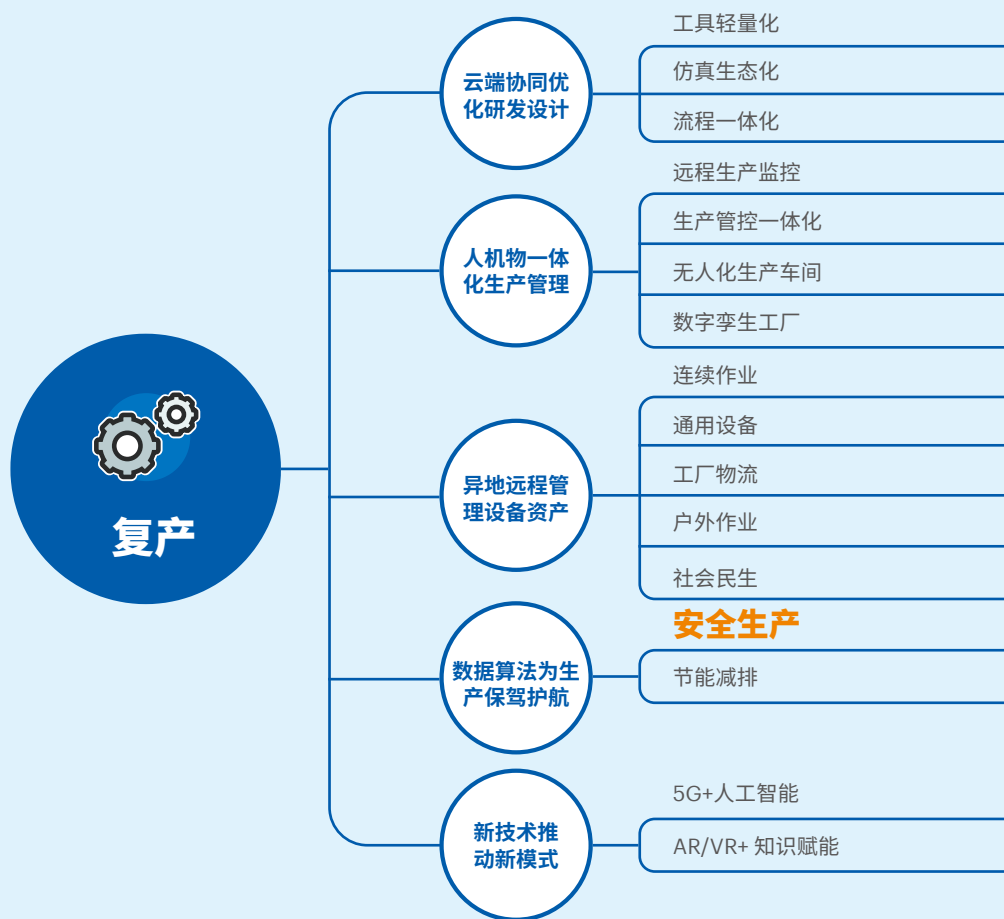 复产
云端协同优
化研发设计
工具轻量化
仿真生态化
流程一体化
人机物一体
化生产管理
远程生产监控
生产管控一体化
无人化生产车间
数字孪生工厂
异地远程管
理设备资产
连续作业
通用设备
工厂物流
户外作业
社会民生
数据算法为生
产保驾护航
安全生产
节能减排
新技术推
动新模式
5G+人工智能
AR/VR+ 知识赋能